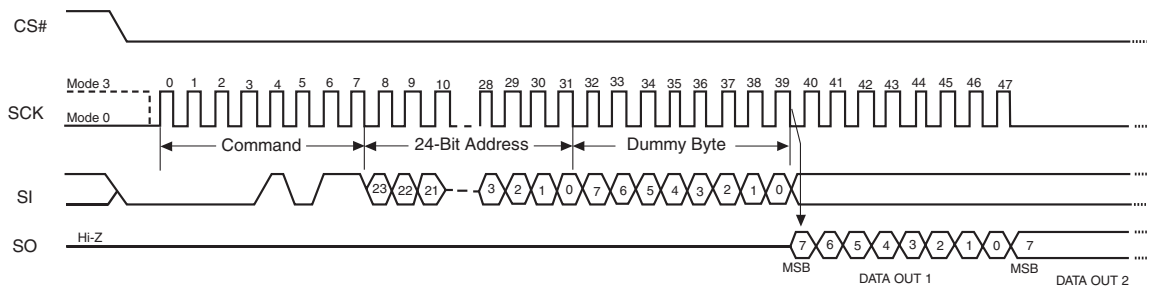 CS#
Mode 3
0 1 2 3 4 5 6 7 8 9 10 28 29 30 31 32 33 34 35 36 37 38 39 40 41 42 43 44 45 46 47
SCK
Mode 0
Command
24-Bit Address
Dummy Byte
SI
23 22 21 3 2 1 0 7 6 5 4 3 2 1 0
SO
Hi-Z
7 6 5 4 3 2 1 0 7
MSB
DATA OUT 1
MSB
DATA OUT 2